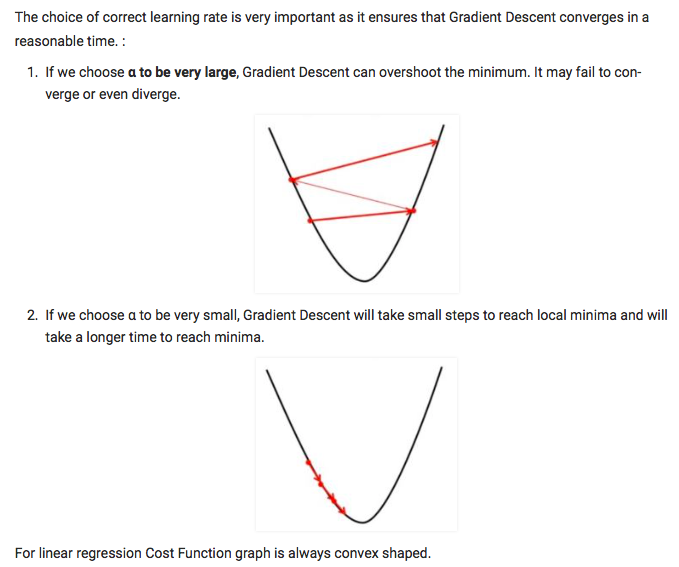 The choice of correct learning rate is very important as it ensures that Gradient Descent converges in a
reasonable time. :
1. If we choose α to be very large, Gradient Descent can overshoot the minimum. It may fail to con-
verge or even diverge.
2. If we choose α to be very small, Gradient Descent will take small steps to reach local minima and will
take a longer time to reach minima.
For linear regression Cost Function graph is always convex shaped.